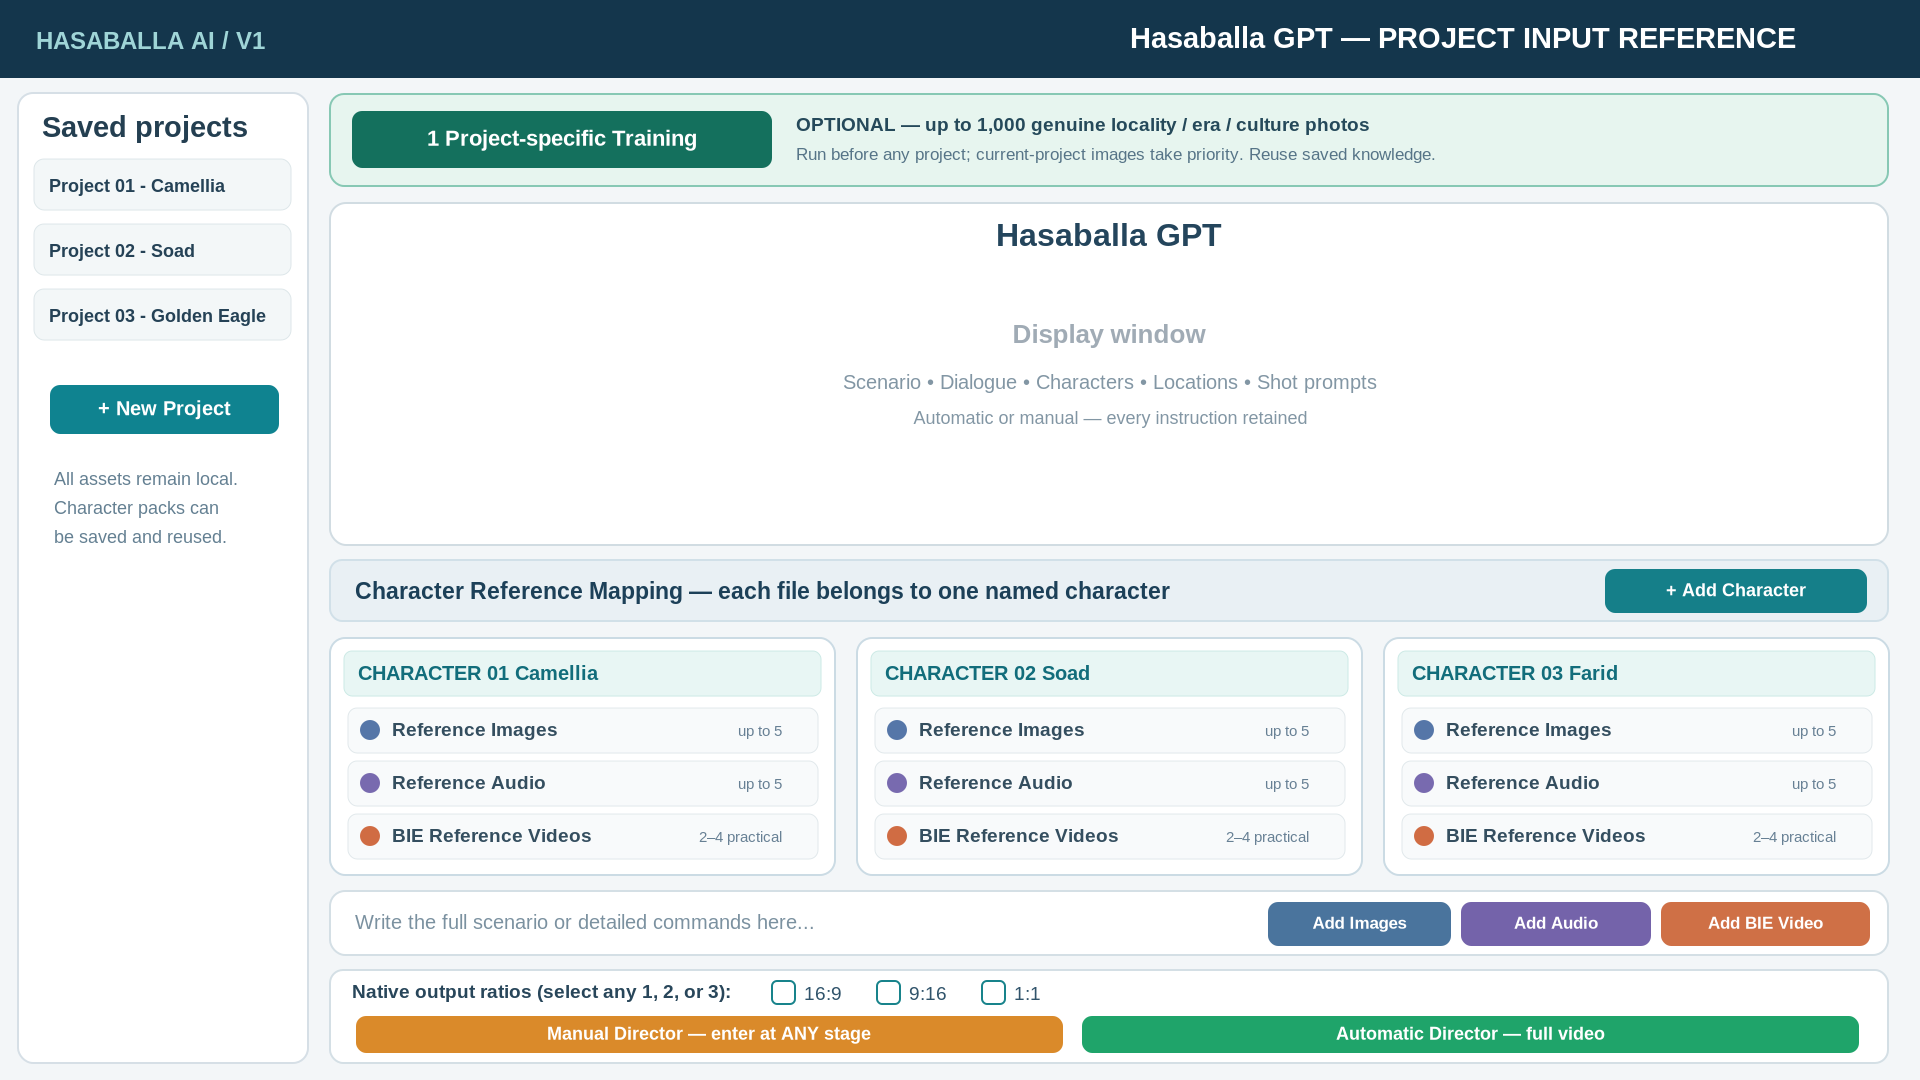 HASABALLA AI / V1
Hasaballa GPT — PROJECT INPUT REFERENCE
Saved projects
Project 01 - Camellia
Project 02 - Soad
Project 03 - Golden Eagle
+ New Project
All assets remain local.
Character packs can
be saved and reused.
1 Project-specific Training
OPTIONAL — up to 1,000 genuine locality / era / culture photos
Run before any project; current-project images take priority. Reuse saved knowledge.
Hasaballa GPT
Display window
Scenario • Dialogue • Characters • Locations • Shot prompts
Automatic or manual — every instruction retained
Character Reference Mapping — each file belongs to one named character
+ Add Character
CHARACTER 01 Camellia
Reference Images up to 5
Reference Audio up to 5
BIE Reference Videos 2–4 practical
CHARACTER 02 Soad
Reference Images up to 5
Reference Audio up to 5
BIE Reference Videos 2–4 practical
CHARACTER 03 Farid
Reference Images up to 5
Reference Audio up to 5
BIE Reference Videos 2–4 practical
Write the full scenario or detailed commands here...
Add Images
Add Audio
Add BIE Video
Native output ratios (select any 1, 2, or 3): 16:9 9:16 1:1
Manual Director — enter at ANY stage
Automatic Director — full video